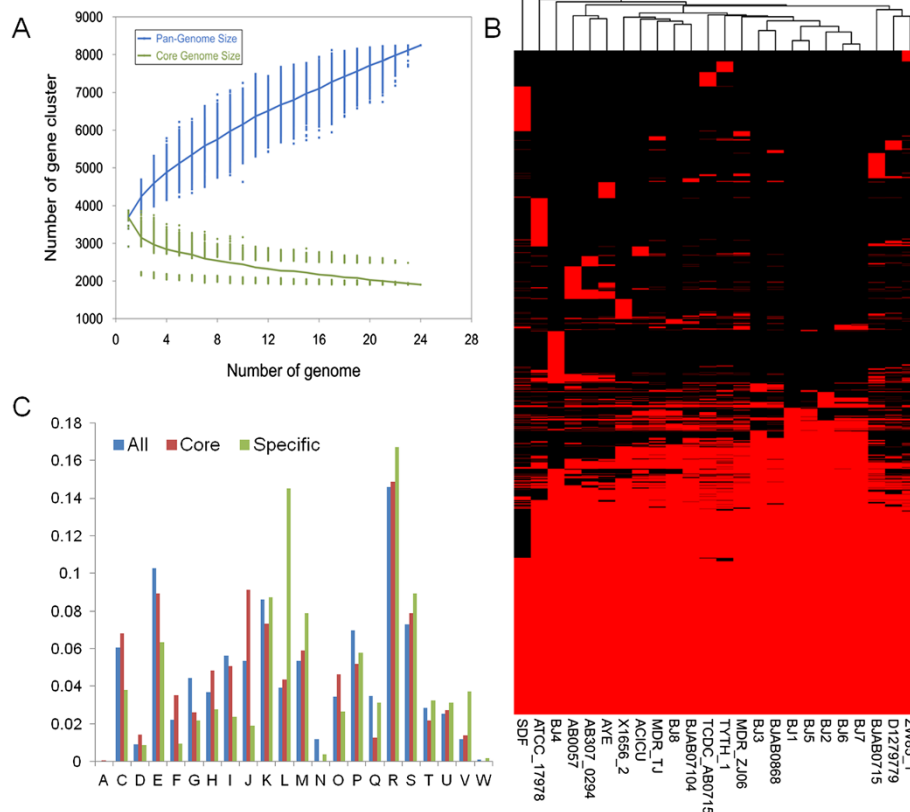 A
Pan-Genome Size
Core Genome Size
Number of gene cluster
9000
8000
7000
6000
5000
4000
3000
2000
1000
0
4
8
12
16
20
24
28
Number of genome
B
SDF
ATCC_17978
BJ4
AB0057
AB307_0294
AYE
X1656_2
ACICU
MDR_TJ
BJ8
BJAB07104
TCDC_AB0715
TYTH_1
MDR_ZJ06
BJ3
BJAB0868
BJ1
BJ5
BJ2
BJ6
BJ7
BJAB0715
D1279779
C
All
Core
Specific
0.18
0.16
0.14
0.12
0.1
0.08
0.06
0.04
0.02
0
A C D E F G H I J K L M N O P Q R S T U V W